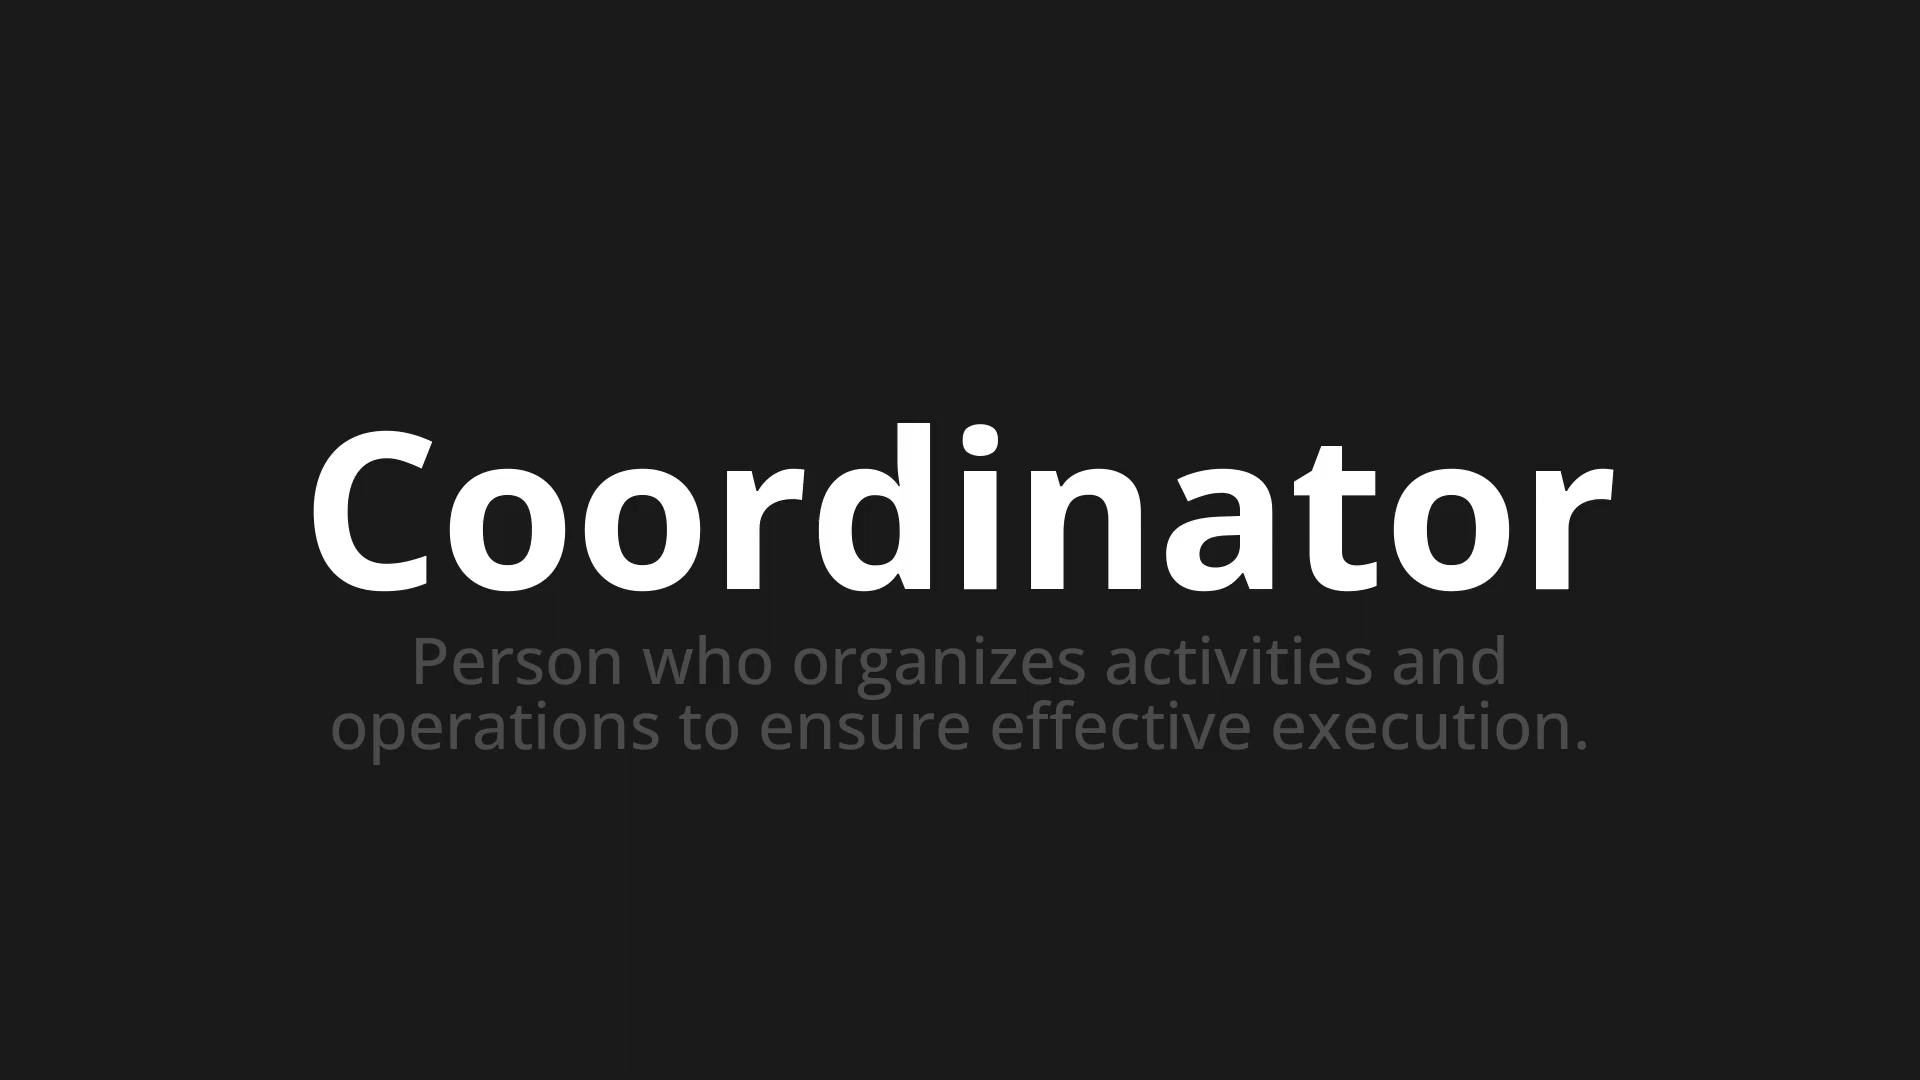 Coordinator
Person who organizes activities and
operations to ensure effective execution.